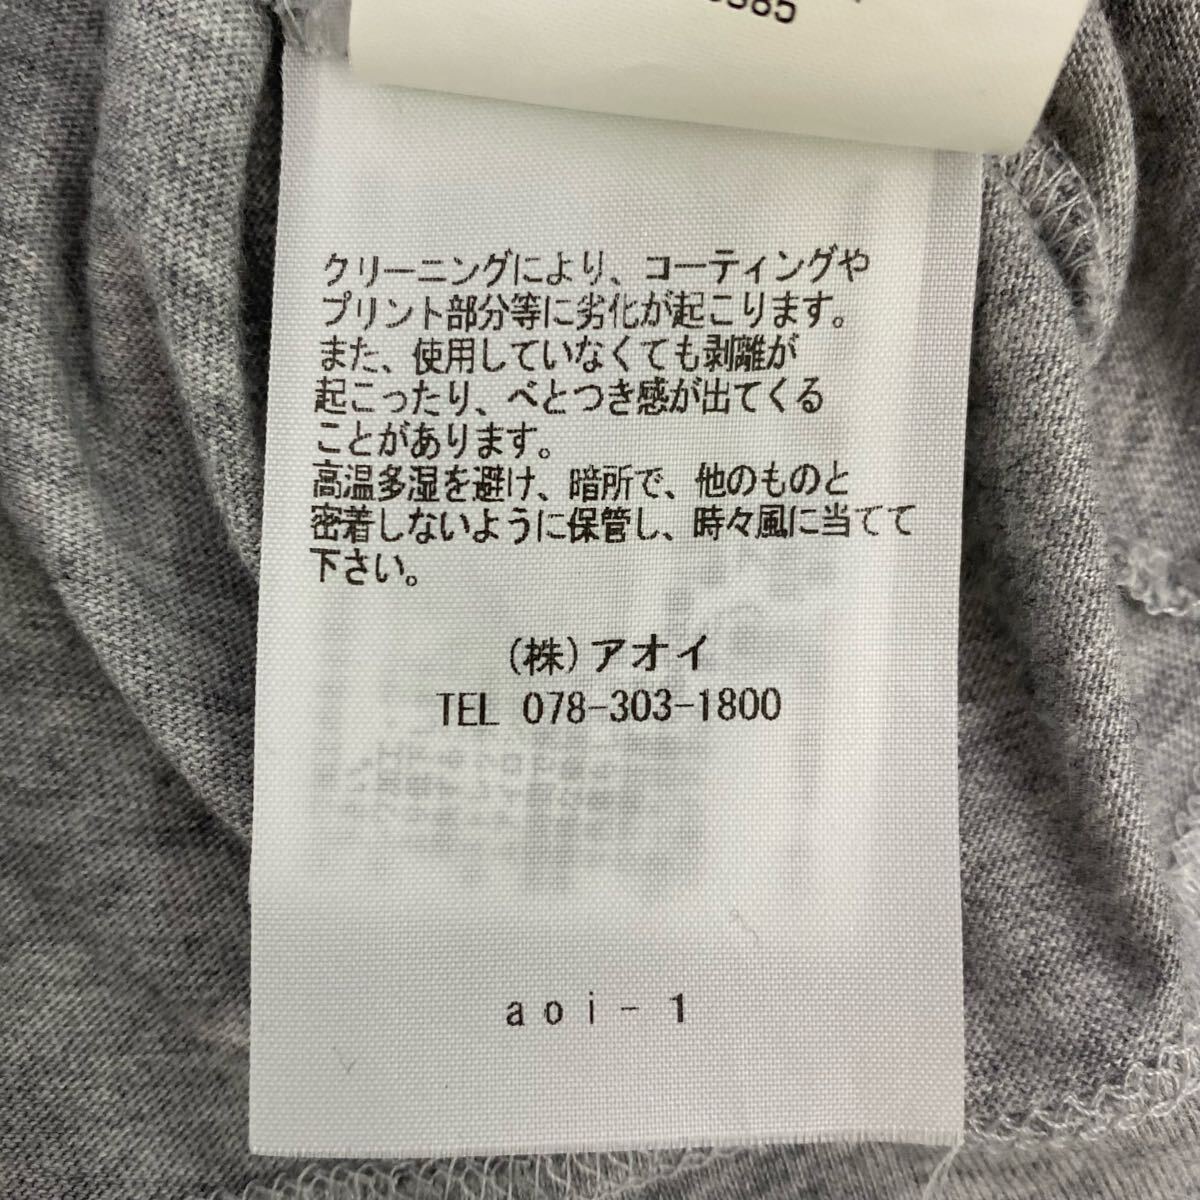 クリーニングにより、コーティングや
プリント部分等に劣化が起こります。
また、使用していなくても剥離が
起こったり、べとつき感が出てくる
ことがあります。
高温多湿を避け、暗所で、他のものと
密着しないように保管し、時々風に当てて
下さい。
(株)アオイ
TEL 078-303-1800
aoi-1